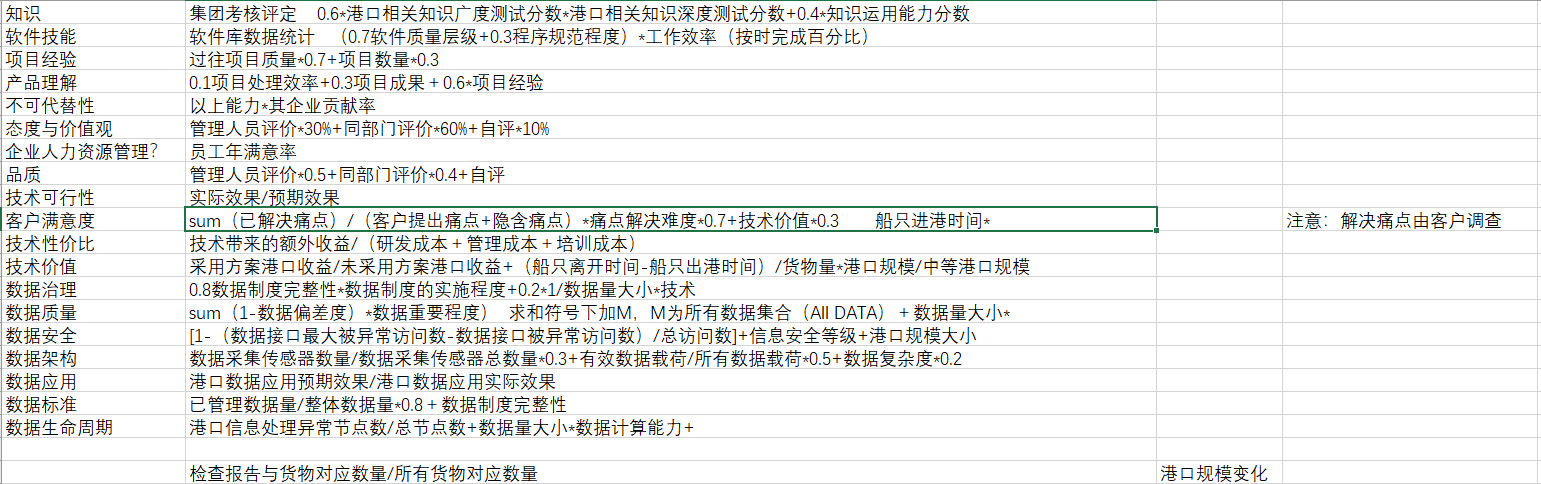 知识 集团考核评定 0.6*港口相关知识广度测试分数*港口相关知识深度测试分数+0.4*知识运用能力分数
软件技能 软件库数据统计 （0.7软件质量层级+0.3程序规范程度）*工作效率（按时完成百分比）
项目经验 过往项目质量*0.7+项目数量*0.3
产品理解 0.1项目处理效率+0.3项目成果＋0.6*项目经验
不可代替性 以上能力*其企业贡献率
态度与价值观 管理人员评价*30%+同部门评价*60%+自评*10%
企业人力资源管理? 员工年满意率
品质 管理人员评价*0.5+同部门评价*0.4+自评
技术可行性 实际效果/预期效果
客户满意度 sum（已解决痛点）/（客户提出痛点+隐含痛点）*痛点解决难度*0.7+技术价值*0.3 船只进港时间* 注意：解决痛点由客户调查
技术性价比 技术带来的额外收益/（研发成本＋管理成本＋培训成本）
技术价值 采用方案港口收益/未采用方案港口收益+（船只离开时间-船只出港时间）/货物量*港口规模/中等港口规模
数据治理 0.8数据制度完整性*数据制度的实施程度+0.2*1/数据量大小*技术
数据质量 sum（1-数据偏差度）*数据重要程度） 求和符号下加M，M为所有数据集合（All DATA）＋数据量大小*
数据安全 [1-（数据接口最大被异常访问数-数据接口被异常访问数）/总访问数]+信息安全等级+港口规模大小
数据架构 数据采集传感器数量/数据采集传感器总数量*0.3+有效数据载荷/所有数据载荷*0.5+数据复杂度*0.2
数据应用 港口数据应用预期效果/港口数据应用实际效果
数据标准 已管理数据量/整体数据量*0.8＋数据制度完整性
数据生命周期 港口信息处理异常节点数/总节点数+数据量大小*数据计算能力+
检查报告与货物对应数量/所有货物对应数量 港口规模变化